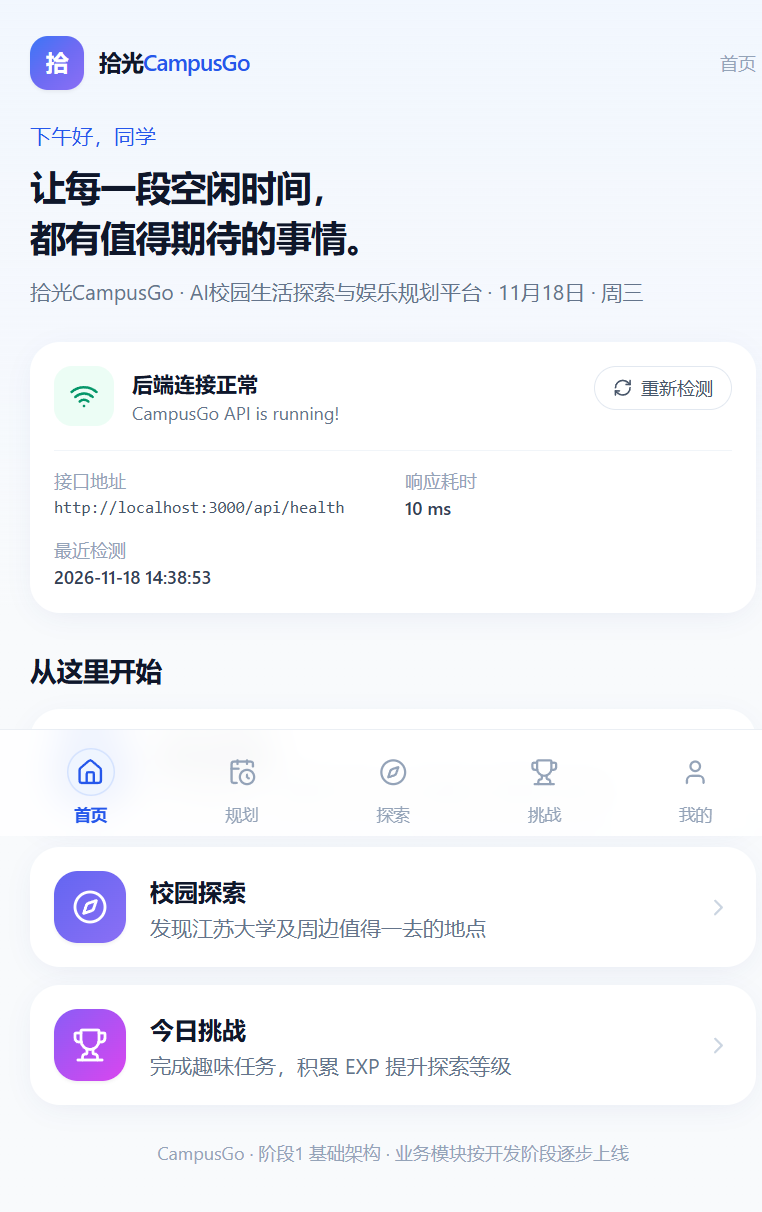 拾 拾光CampusGo 首页
下午好，同学
让每一段空闲时间，
都有值得期待的事情。
拾光CampusGo · AI校园生活探索与娱乐规划平台 · 11月18日 · 周三
后端连接正常
CampusGo API is running!
重新检测
接口地址
http://localhost:3000/api/health
响应耗时
10 ms
最近检测
2026-11-18 14:38:53
从这里开始
首页 规划 探索 挑战 我的
校园探索
发现江苏大学及周边值得一去的地点
今日挑战
完成趣味任务，积累 EXP 提升探索等级
CampusGo · 阶段1 基础架构 · 业务模块按开发阶段逐步上线